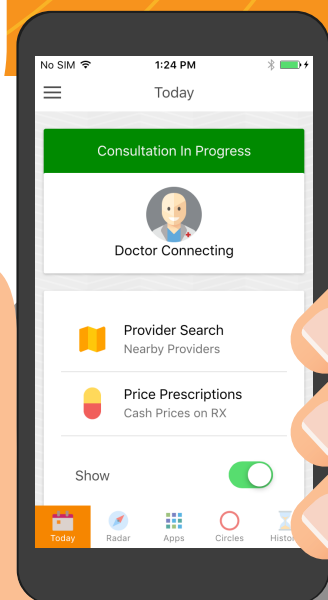 No SIM 1:24 PM
Today
Consultation In Progress
Doctor Connecting
Provider Search
Nearby Providers
Price Prescriptions
Cash Prices on RX
Show
Today Radar Apps Circles Histor